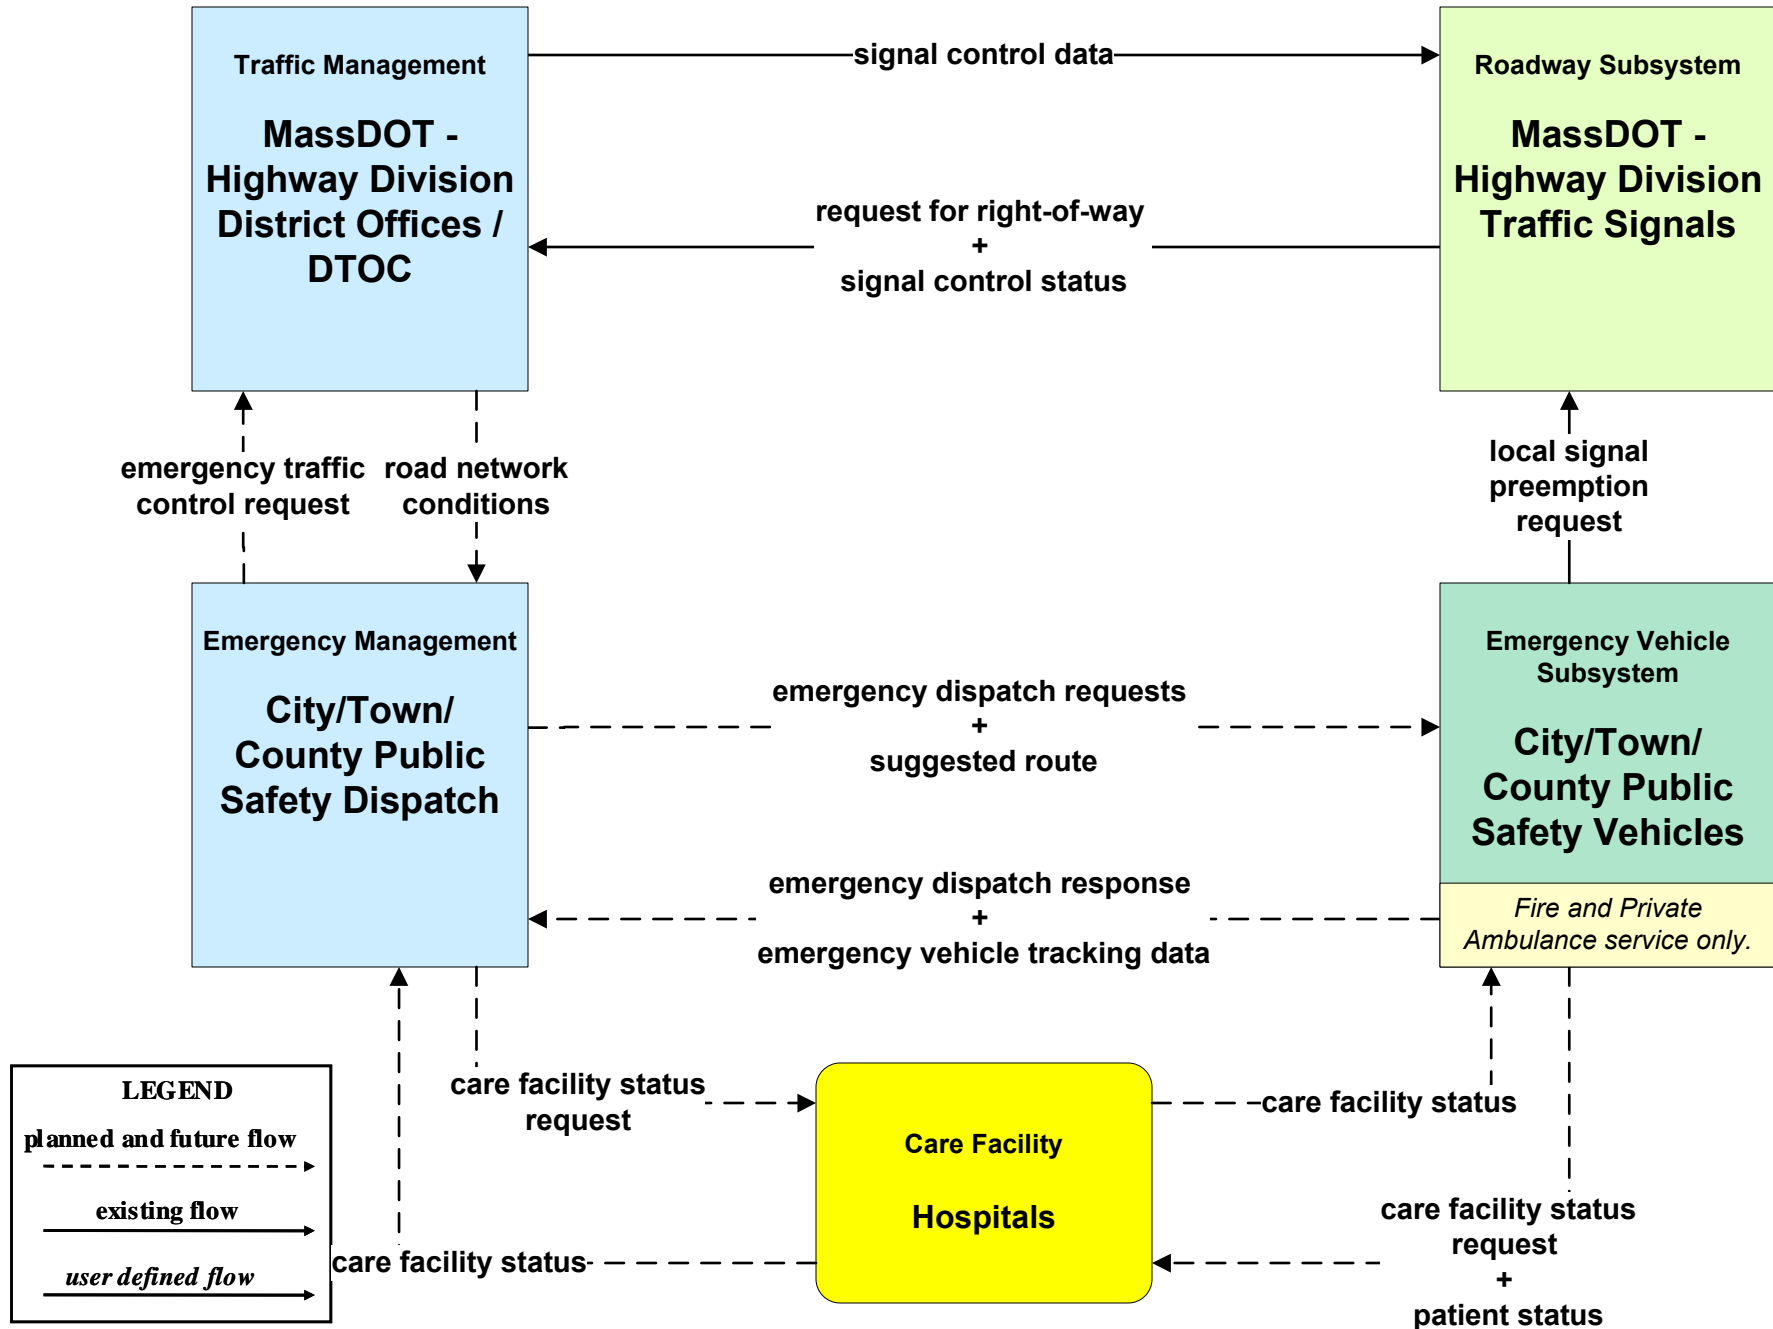 Traffic Management
MassDOT -
Highway Division
District Offices /
DTOC
signal control data
Roadway Subsystem
MassDOT -
Highway Division
Traffic Signals
request for right-of-way
+
signal control status
emergency traffic
control request
road network
conditions
local signal
preemption
request
Emergency Management
City/Town/
County Public
Safety Dispatch
emergency dispatch requests
+
suggested route
Emergency Vehicle
Subsystem
City/Town/
County Public
Safety Vehicles
Fire and Private
Ambulance service only.
emergency dispatch response
+
emergency vehicle tracking data
care facility status
request
Care Facility
Hospitals
care facility status
care facility status
care facility status
request
+
patient status
LEGEND
planned and future flow
existing flow
user defined flow